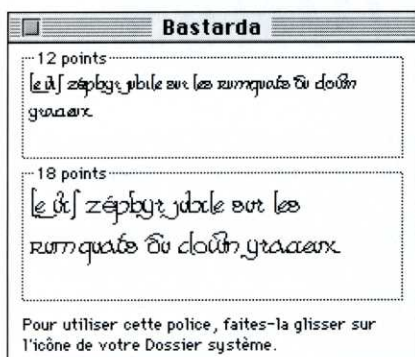 Bastarda
12 points
Le vif zéphyr jubile sur les kumquats du clown
gracieux
18 points
Le vif zéphyr jubile sur les
kumquats du clown gracieux
Pour utiliser cette police, faites-la glisser sur
l'icône de votre Dossier système.